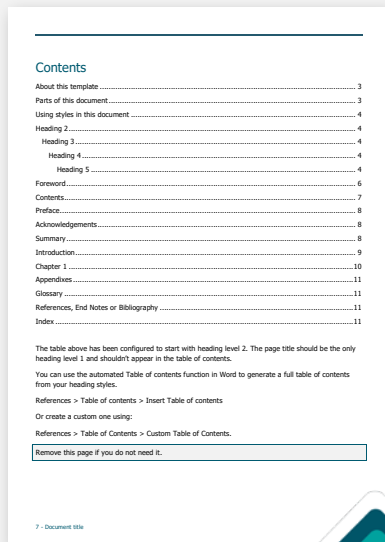 Contents
About this template ........ 3
Parts of this document ........ 3
Using styles in this document ........ 4
Heading 2 ........ 4
Heading 3 ........ 4
Heading 4 ........ 4
Heading 5 ........ 4
Foreword ........ 6
Contents ........ 7
Preface ........ 8
Acknowledgements ........ 8
Summary ........ 8
Introduction ........ 9
Chapter 1 ........ 10
Appendixes ........ 11
Glossary ........ 11
References, End Notes or Bibliography ........ 11
Index ........ 11
The table above has been configured to start with heading level 2. The page title should be the only
heading level 1 and shouldn't appear in the table of contents.
You can use the automated Table of contents function in Word to generate a full table of contents
from your heading styles.
References > Table of contents > Insert Table of contents
Or create a custom one using:
References > Table of Contents > Custom Table of Contents.
Remove this page if you do not need it.
7 - Document title